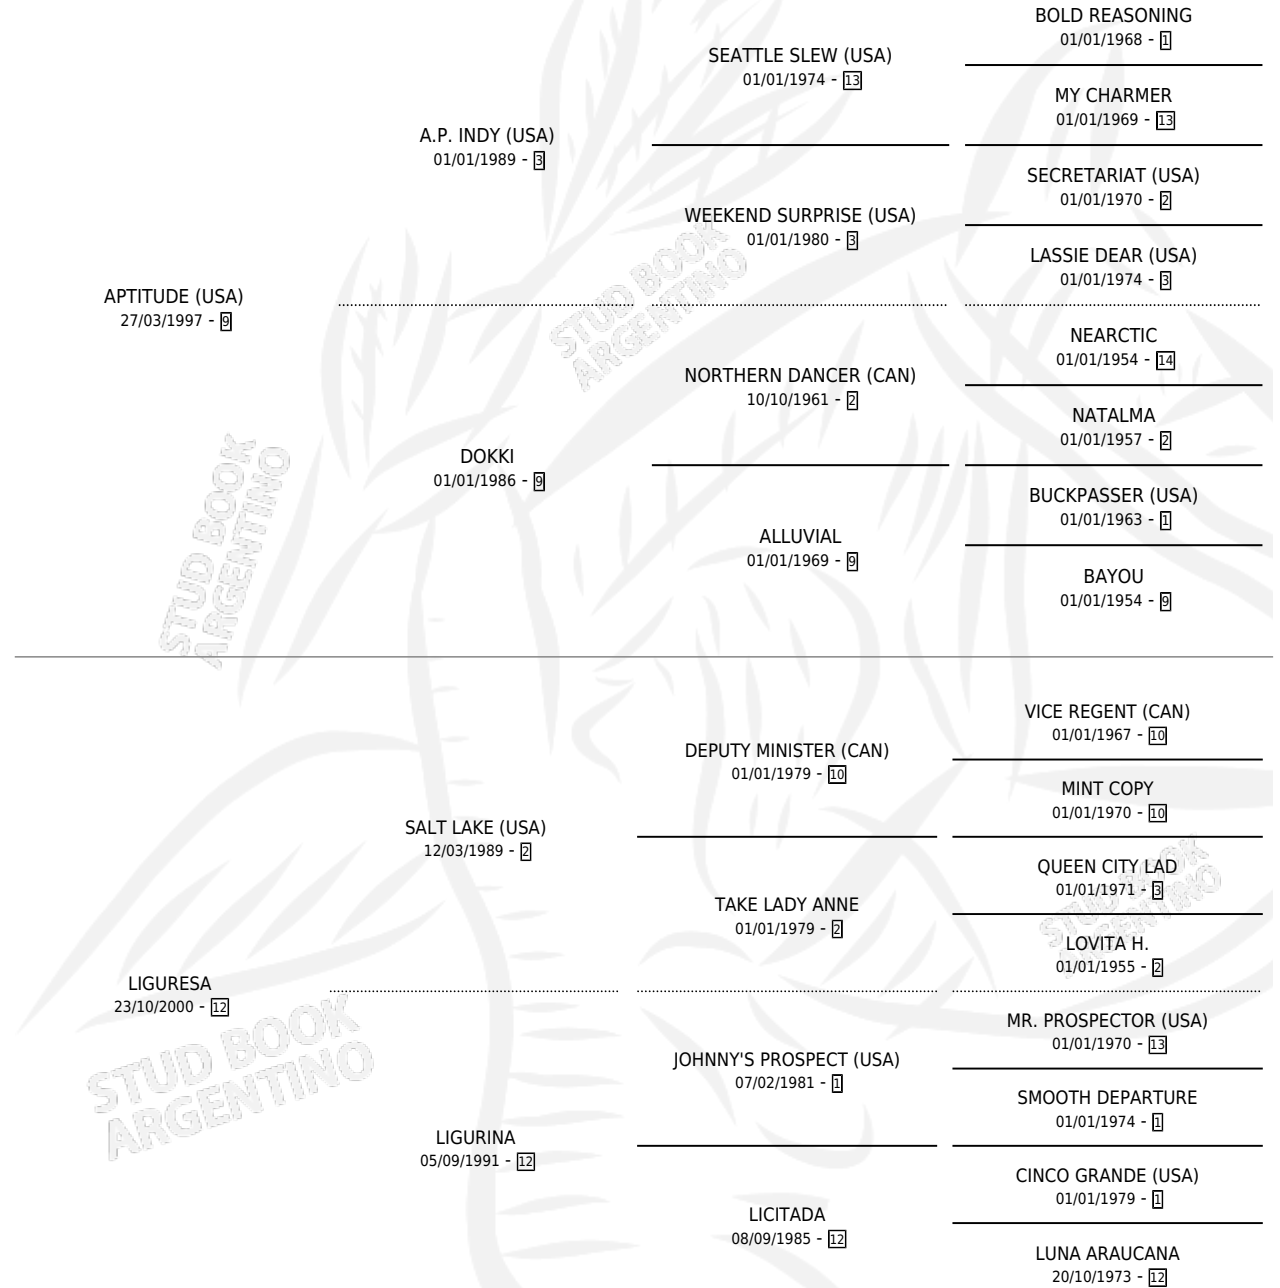 BOLD REASONING
01/01/1968 - 1
SEATTLE SLEW (USA)
01/01/1974 - 13
MY CHARMER
01/01/1969 - 13
A.P. INDY (USA)
01/01/1989 - 3
SECRETARIAT (USA)
01/01/1970 - 2
WEEKEND SURPRISE (USA)
01/01/1980 - 3
LASSIE DEAR (USA)
01/01/1974 - 3
STUD BOOK
ARGENTINO
APTITUDE (USA)
27/03/1997 - 9
NEARCTIC
01/01/1954 - 14
NORTHERN DANCER (CAN)
10/10/1961 - 2
NATALMA
01/01/1957 - 2
DOKKI
01/01/1986 - 9
BUCKPASSER (USA)
01/01/1963 - 1
ALLUVIAL
01/01/1969 - 9
BAYOU
01/01/1954 - 9
STUD BOOK
ARGENTINO
VICE REGENT (CAN)
01/01/1967 - 10
DEPUTY MINISTER (CAN)
01/01/1979 - 10
MINT COPY
01/01/1970 - 10
SALT LAKE (USA)
12/03/1989 - 2
QUEEN CITY LAD
01/01/1971 - 3
TAKE LADY ANNE
01/01/1979 - 2
LOVITA H.
01/01/1955 - 2
STUD BOOK
ARGENTINO
LIGURESA
23/10/2000 - 12
MR. PROSPECTOR (USA)
01/01/1970 - 13
JOHNNY'S PROSPECT (USA)
07/02/1981 - 1
SMOOTH DEPARTURE
01/01/1974 - 1
STUD BOOK
ARGENTINO
LIGURINA
05/09/1991 - 12
CINCO GRANDE (USA)
01/01/1979 - 1
LICITADA
08/09/1985 - 12
LUNA ARAUCANA
20/10/1973 - 12